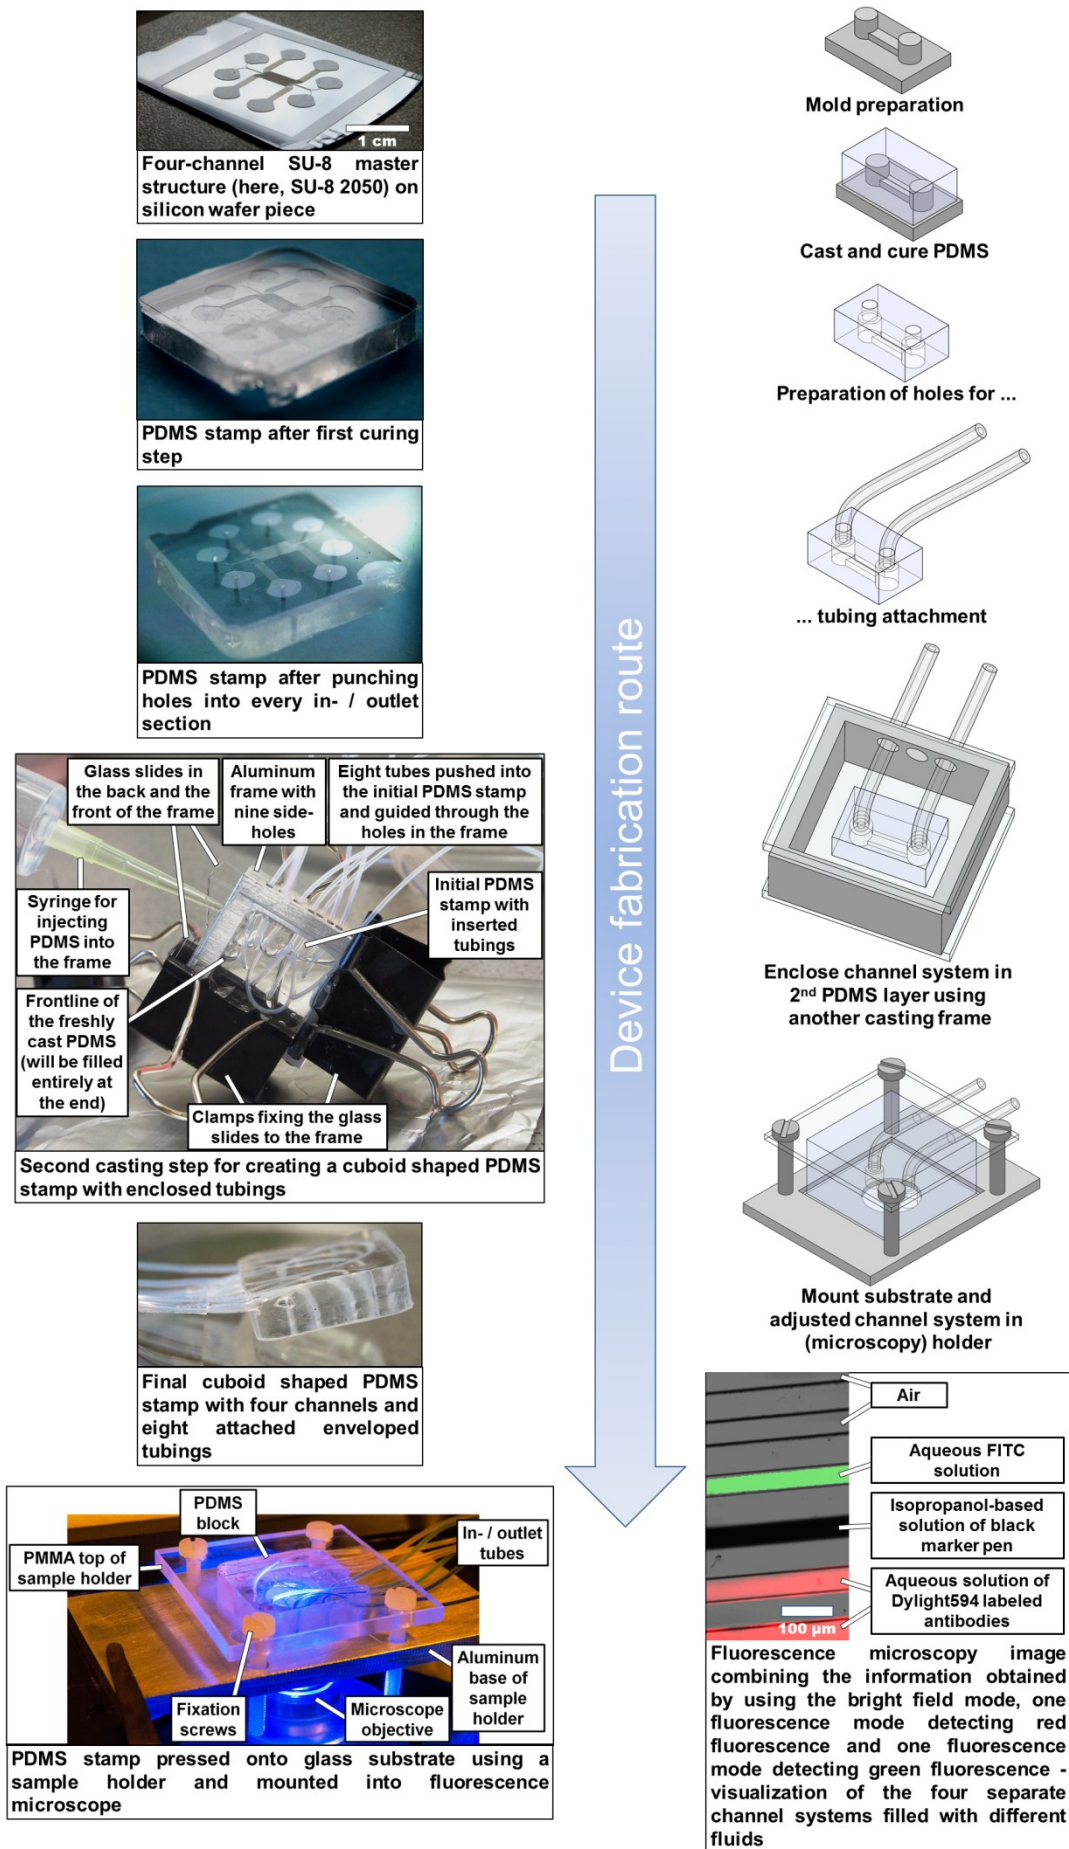 1 cm
Four-channel SU-8 master
structure (here, SU-8 2050) on
silicon wafer piece
PDMS stamp after first curing
step
PDMS stamp after punching
holes into every in- / outlet
section
Glass slides in
the back and the
front of the frame
Aluminum
frame with
nine side-
holes
Eight tubes pushed into
the initial PDMS stamp
and guided through the
holes in the frame
Syringe for
injecting
PDMS into
the frame
Initial PDMS
stamp with
inserted
tubings
Frontline of
the freshly
cast PDMS
(will be filled
entirely at
the end)
Clamps fixing the glass
slides to the frame
Second casting step for creating a cuboid shaped PDMS
stamp with enclosed tubings
Final cuboid shaped PDMS
stamp with four channels and
eight attached enveloped
tubings
PDMS
block
In- / outlet
tubes
PMMA top of
sample holder
Fixation
screws
Microscope
objective
Aluminum
base of
sample
holder
PDMS stamp pressed onto glass substrate using a
sample holder and mounted into fluorescence
microscope
Device fabrication route
Mold preparation
Cast and cure PDMS
Preparation of holes for ...
... tubing attachment
Enclose channel system in
2nd PDMS layer using
another casting frame
Mount substrate and
adjusted channel system in
(microscopy) holder
Air
Aqueous FITC
solution
Isopropanol-based
solution of black
marker pen
Aqueous solution of
Dylight594 labeled
antibodies
100 µm
Fluorescence microscopy image
combining the information obtained
by using the bright field mode, one
fluorescence mode detecting red
fluorescence and one fluorescence
mode detecting green fluorescence -
visualization of the four separate
channel systems filled with different
fluids